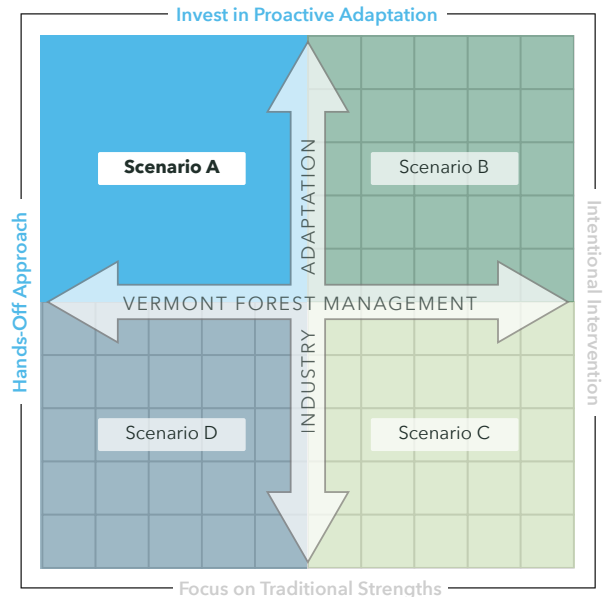 Invest in Proactive Adaptation
Scenario A
Scenario B
INDUSTRY ADAPTATION
Hands-Off Approach
VERMONT FOREST MANAGEMENT
Intentional Intervention
Scenario D
Scenario C
Focus on Traditional Strengths